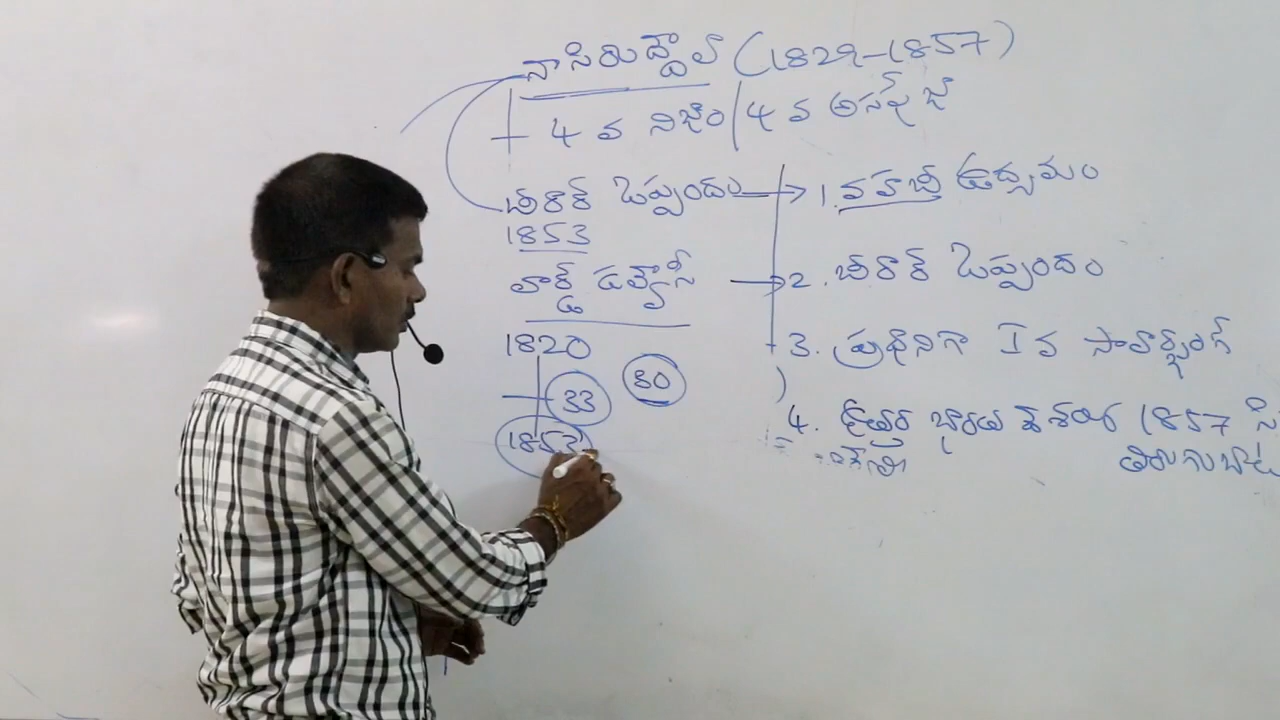 నాసిరుద్దౌలా (1829-1857)
4 వ నిజాం/4 వ అసఫ్ జా
బీరార్ ఒప్పందం
1853
లార్డ్ డల్హౌసీ
1820
33
80
1853
1. వహాబీ ఉద్యమం
2. బీరార్ ఒప్పందం
3. ప్రధానిగా I వ సాలార్జంగ్
4. ఉత్తర భారత దేశంలో 1857 సి
తిరుగుబాటు